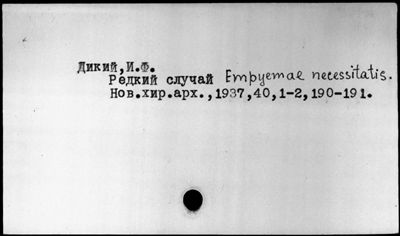 Дикий,И.Ф.
Редкий случай Empyemae necessitatis.
Нов.хир.арх.,1937,40,1-2,190-191.